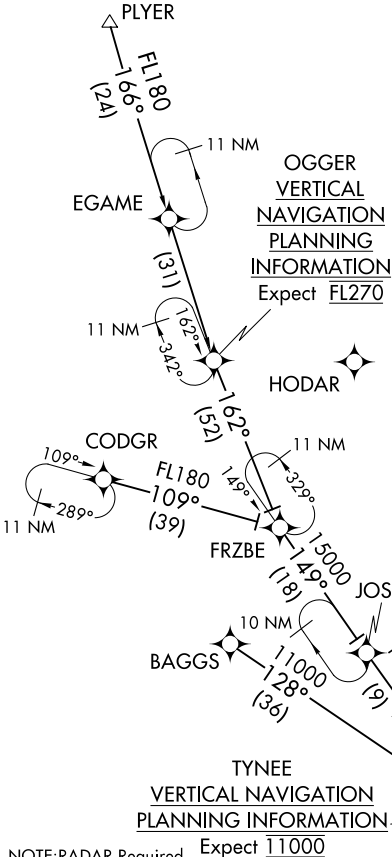 PLYER
FL180
166°
(24)
11 NM
EGAME
OGGER
VERTICAL
NAVIGATION
PLANNING
INFORMATION
Expect FL270
(31)
11 NM
162°
342°
HODAR
162°
(52)
CODGR
109°
289°
11 NM
FL180
109°
(39)
11 NM
149°
329°
FRZBE
15000
149°
(18)
JOS
10 NM
BAGGS
11000
128°
(36)
(9)
TYNEE
VERTICAL NAVIGATION
PLANNING INFORMATION
Expect 11000
NOTE:RADAR Required